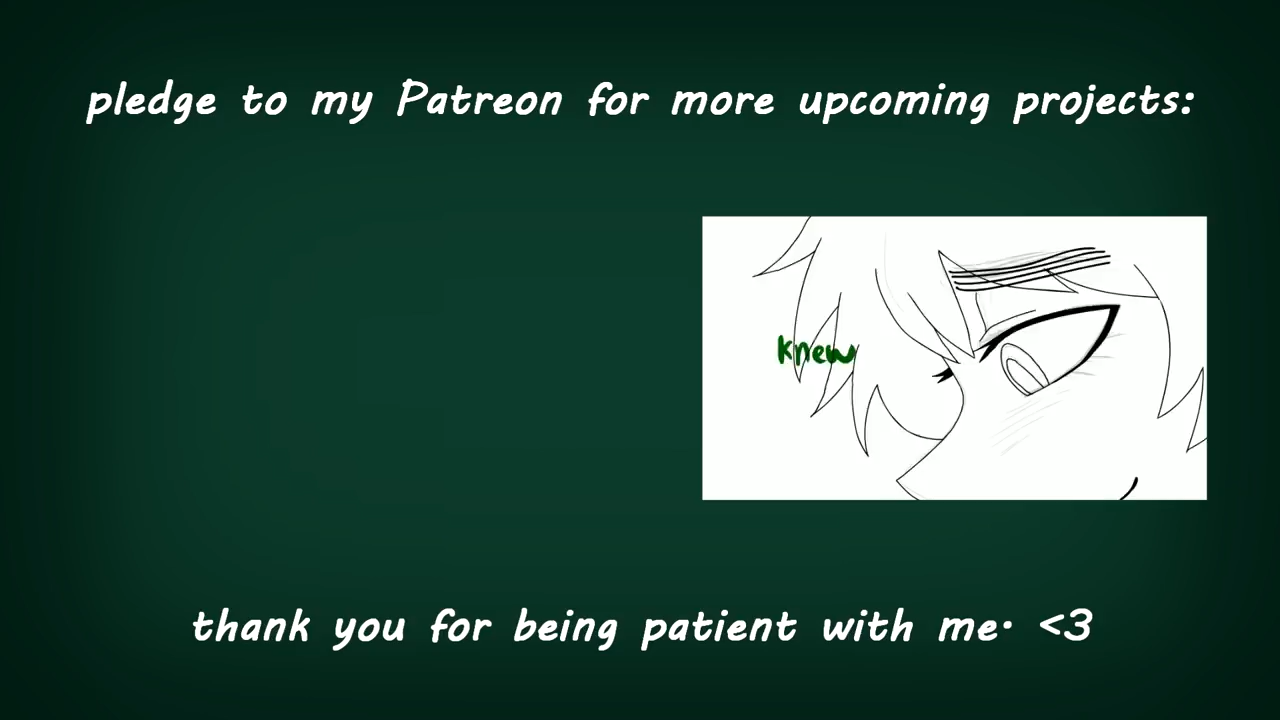 pledge to my Patreon for more upcoming projects:
knew
thank you for being patient with me. <3